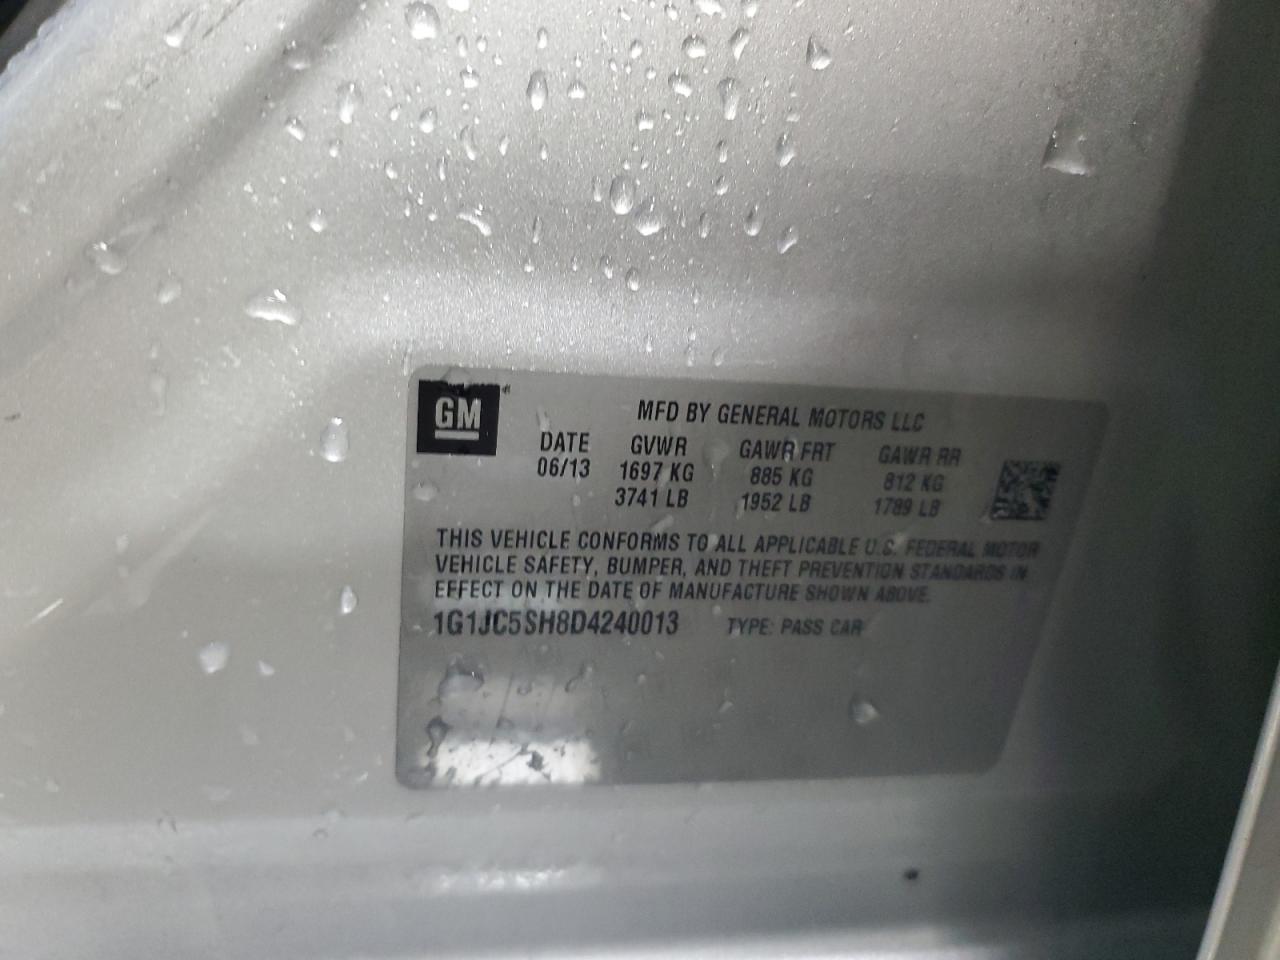 GM
MFD BY GENERAL MOTORS LLC
DATE GVWR GAWR FRT GAWR RR
06/13 1697 KG 885 KG 812 KG
3741 LB 1952 LB 1789 LB
THIS VEHICLE CONFORMS TO ALL APPLICABLE U.S. FEDERAL MOTOR
VEHICLE SAFETY, BUMPER, AND THEFT PREVENTION STANDARDS IN
EFFECT ON THE DATE OF MANUFACTURE SHOWN ABOVE.
1G1JC5SH8D4240013 TYPE: PASS CAR